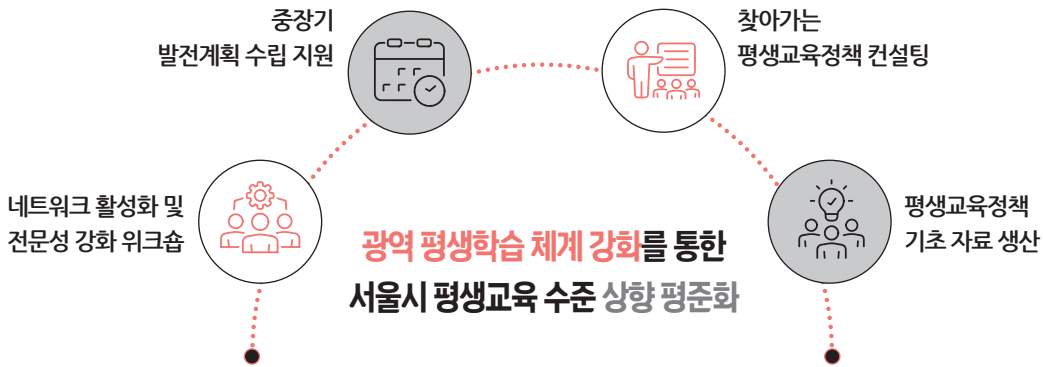 중장기
발전계획 수립 지원
찾아가는
평생교육정책 컨설팅
네트워크 활성화 및
전문성 강화 워크숍
평생교육정책
기초 자료 생산
광역 평생학습 체계 강화를 통한
서울시 평생교육 수준 상향 평준화